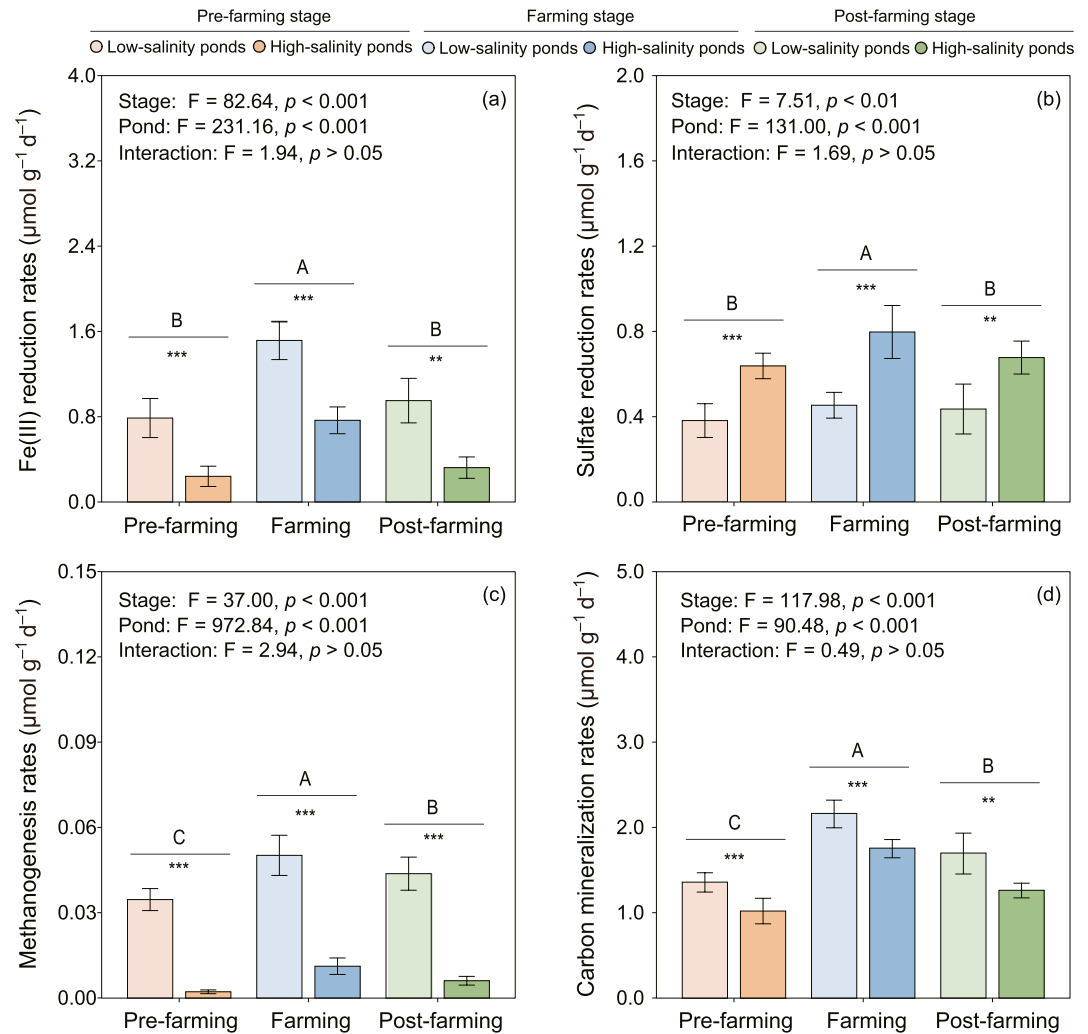 Pre-farming stage Farming stage Post-farming stage
Low-salinity ponds High-salinity ponds Low-salinity ponds High-salinity ponds Low-salinity ponds High-salinity ponds
Fe(III) reduction rates (μmol g⁻¹ d⁻¹)
4.0
3.2
2.4
1.6
0.8
0.0
Stage: F = 82.64, p < 0.001
Pond: F = 231.16, p < 0.001
Interaction: F = 1.94, p > 0.05
(a)
B
***
A
***
B
**
Pre-farming Farming Post-farming
Sulfate reduction rates (μmol g⁻¹ d⁻¹)
2.0
1.6
1.2
0.8
0.4
0.0
Stage: F = 7.51, p < 0.01
Pond: F = 131.00, p < 0.001
Interaction: F = 1.69, p > 0.05
(b)
B
***
A
***
B
**
Pre-farming Farming Post-farming
Methanogenesis rates (μmol g⁻¹ d⁻¹)
0.15
0.12
0.09
0.06
0.03
0.00
Stage: F = 37.00, p < 0.001
Pond: F = 972.84, p < 0.001
Interaction: F = 2.94, p > 0.05
(c)
C
***
A
***
B
***
Pre-farming Farming Post-farming
Carbon mineralization rates (μmol g⁻¹ d⁻¹)
5.0
4.0
3.0
2.0
1.0
0.0
Stage: F = 117.98, p < 0.001
Pond: F = 90.48, p < 0.001
Interaction: F = 0.49, p > 0.05
(d)
C
***
A
***
B
**
Pre-farming Farming Post-farming